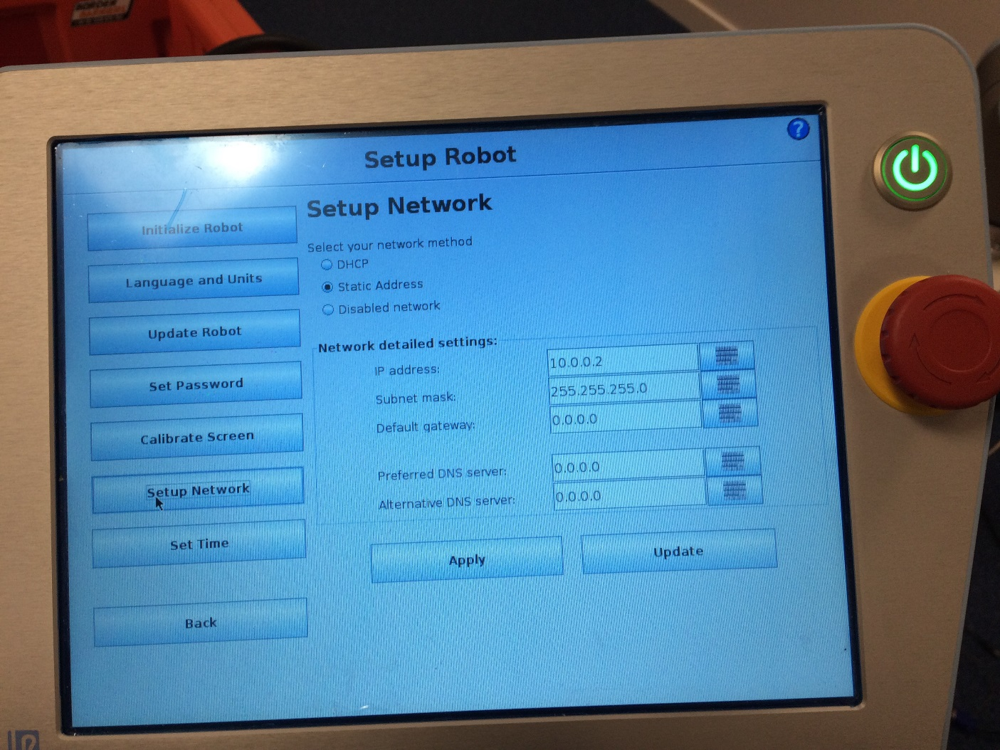 Setup Robot
?
Initialize Robot
Language and Units
Update Robot
Set Password
Calibrate Screen
Setup Network
Set Time
Back
Setup Network
Select your network method
DHCP
Static Address
Disabled network
Network detailed settings:
IP address: 10.0.0.2
Subnet mask: 255.255.255.0
Default gateway: 0.0.0.0
Preferred DNS server: 0.0.0.0
Alternative DNS server: 0.0.0.0
Apply
Update